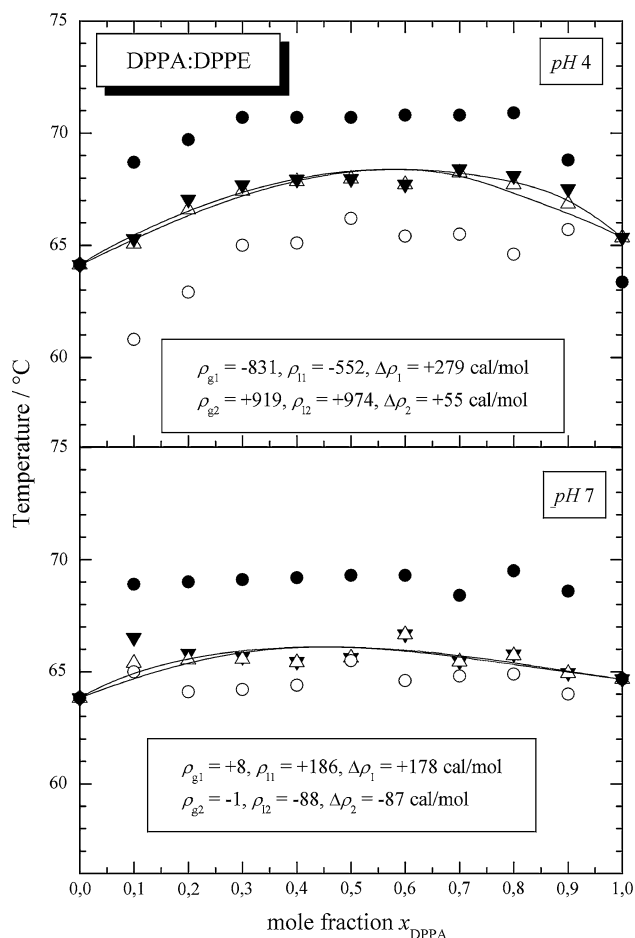 DPPA:DPPE
pH 4
75
70
65
60
ρg1 = -831, ρl1 = -552, Δρ1 = +279 cal/mol
ρg2 = +919, ρl2 = +974, Δρ2 = +55 cal/mol
Temperature / °C
75
pH 7
70
65
60
ρg1 = +8, ρl1 = +186, Δρ1 = +178 cal/mol
ρg2 = -1, ρl2 = -88, Δρ2 = -87 cal/mol
0,0 0,1 0,2 0,3 0,4 0,5 0,6 0,7 0,8 0,9 1,0
mole fraction xDPPA